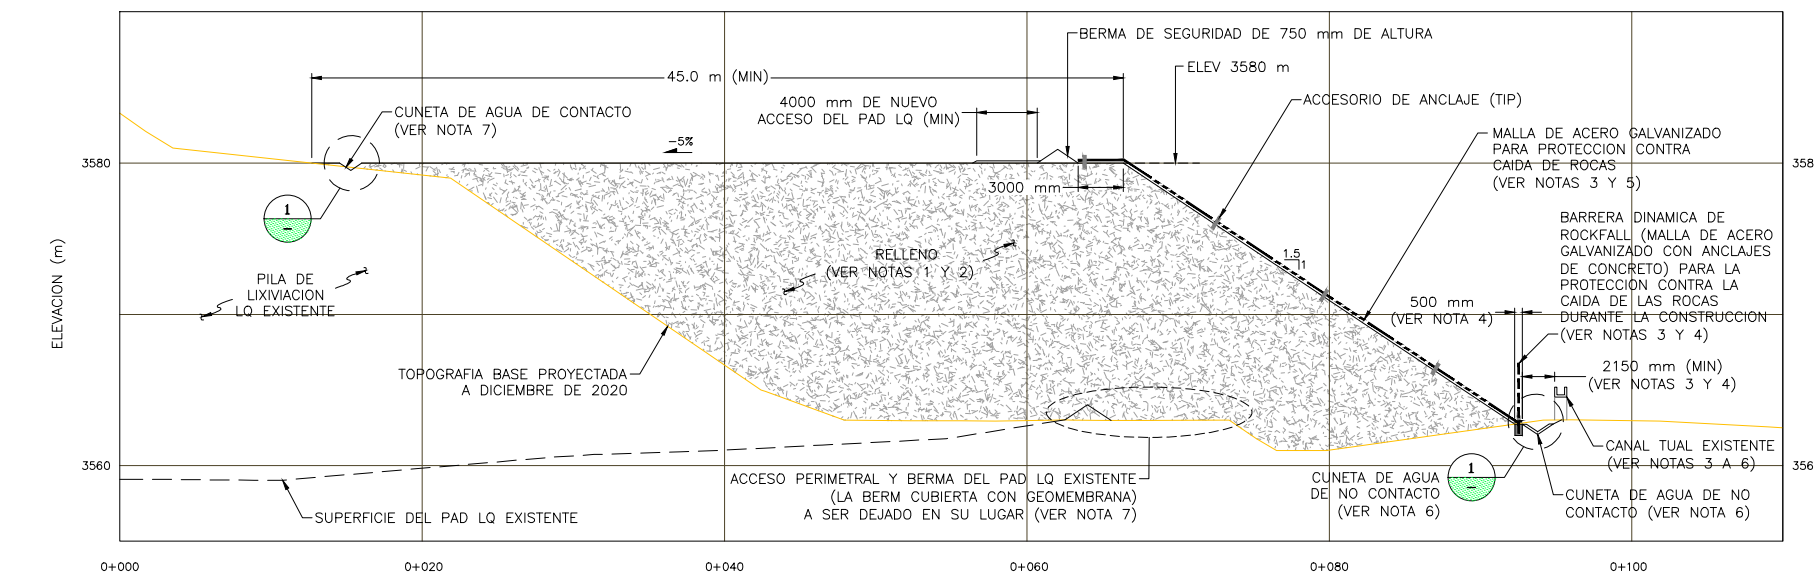 BERMA DE SEGURIDAD DE 750 mm DE ALTURA
45.0 m (MIN)
ELEV 3580 m
4000 mm DE NUEVO
ACCESO DEL PAD LQ (MIN)
CUNETA DE AGUA DE CONTACTO
(VER NOTA 7)
ACCESORIO DE ANCLAJE (TIP)
MALLA DE ACERO GALVANIZADO
PARA PROTECCION CONTRA
CAIDA DE ROCAS
(VER NOTAS 3 Y 5)
-5%
3580
358
3000 mm
1
-
BARRERA DINAMICA DE
ROCKFALL (MALLA DE ACERO
GALVANIZADO CON ANCLAJES
DE CONCRETO) PARA LA
PROTECCION CONTRA LA
CAIDA DE LAS ROCAS
DURANTE LA CONSTRUCCION
(VER NOTAS 3 Y 4)
RELLENO
(VER NOTAS 1 Y 2)
1.5
1
PILA DE
LIXIVIACION
LQ EXISTENTE
ELEVACION (m)
500 mm
(VER NOTA 4)
2150 mm (MIN)
(VER NOTAS 3 Y 4)
TOPOGRAFIA BASE PROYECTADA
A DICIEMBRE DE 2020
CANAL TUAL EXISTENTE
(VER NOTAS 3 A 6)
3560
356
ACCESO PERIMETRAL Y BERMA DEL PAD LQ EXISTENTE
(LA BERM CUBIERTA CON GEOMEMBRANA)
A SER DEJADO EN SU LUGAR (VER NOTA 7)
CUNETA DE AGUA
DE NO CONTACTO
(VER NOTA 6)
1
-
CUNETA DE AGUA DE NO
CONTACTO (VER NOTA 6)
SUPERFICIE DEL PAD LQ EXISTENTE
0+000
0+020
0+040
0+060
0+080
0+100